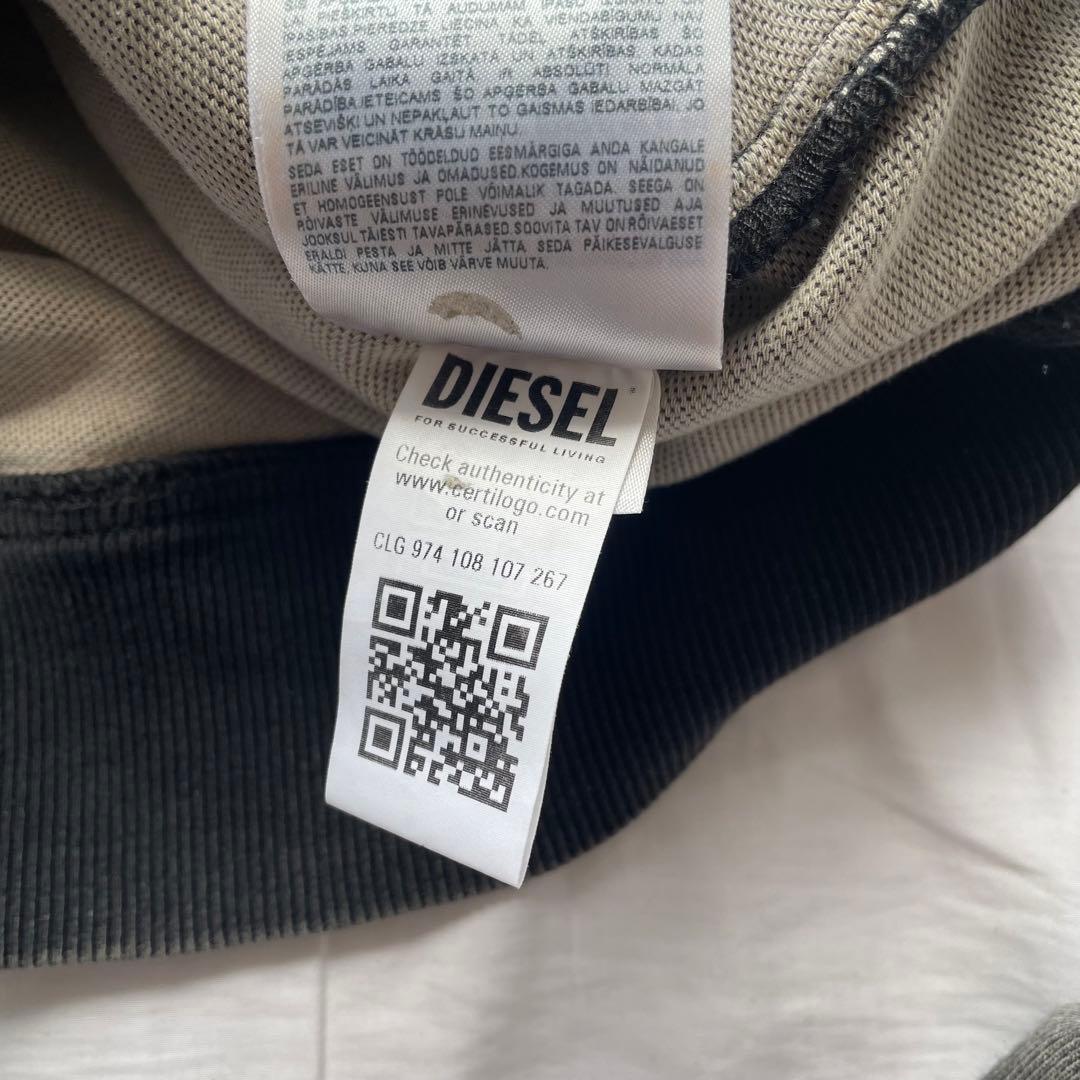 PIEŠĶIRTU TĀ AUDUMAM ĪPAŠU IZSKATU UN
ĪPAŠĪBAS.PIEREDZE LIECINA KA VIENDABĪGUMU NAV
IESPĒJAMS GARANTĒT TĀDĒĻ ATŠĶIRĪBAS ŠO
APĢĒRBA GABALU IZSKATĀ UN ATŠĶIRĪBAS, KĀDAS
PARĀDĀS LAIKA GAITĀ IR ABSOLŪTI NORMĀLA
PARĀDĪBA.IETEICAMS ŠO APĢĒRBA GABALU MAZGĀT
ATSEVIŠĶI UN NEPAKĻAUT TO GAISMAS IEDARBĪBAI, JO
TĀ VAR VEICINĀT KRĀSU MAIŅU.
SEDA ESET ON TÖÖDELDUD EESMÄRGIGA ANDA KANGALE
ERILINE VÄLIMUS JA OMADUSED.KOGEMUS ON NÄIDANUD
ET HOMOGEENSUST POLE VÕIMALIK TAGADA. SEEGA ON
RÕIVASTE VÄLIMUSE ERINEVUSED JA MUUTUSED AJA
JOOKSUL TÄIESTI TAVAPÄRASED.SOOVITA TAV ON RÕIVAESET
ERALDI PESTA JA MITTE JÄTTA SEDA PÄIKESEVALGUSE
KÄTTE, KUNA SEE VÕIB VÄRVE MUUTA.
DIESEL
FOR SUCCESSFUL LIVING
Check authenticity at
www.certilogo.com
or scan
CLG 974 108 107 267